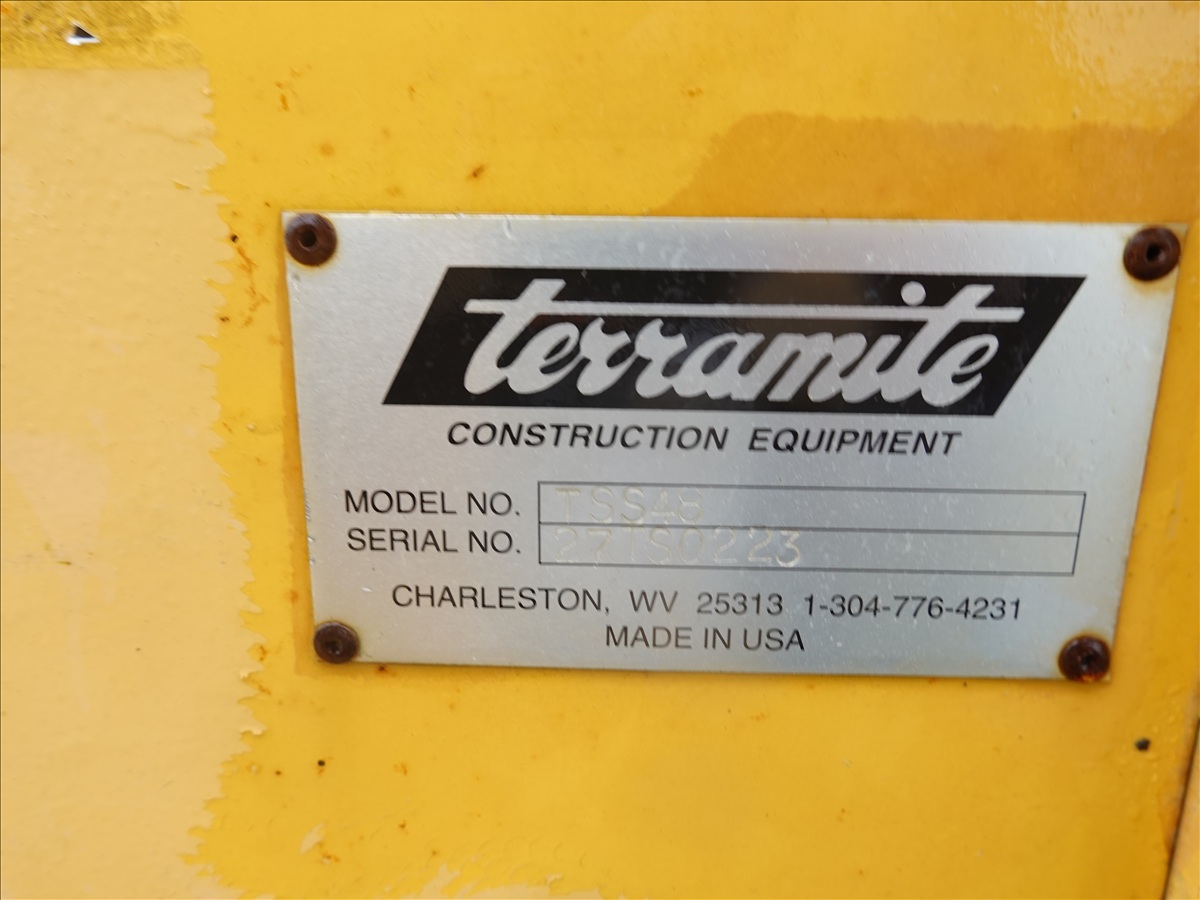 terramite
CONSTRUCTION EQUIPMENT
MODEL NO. TSS48
SERIAL NO. 27TS0223
CHARLESTON, WV 25313 1-304-776-4231
MADE IN USA